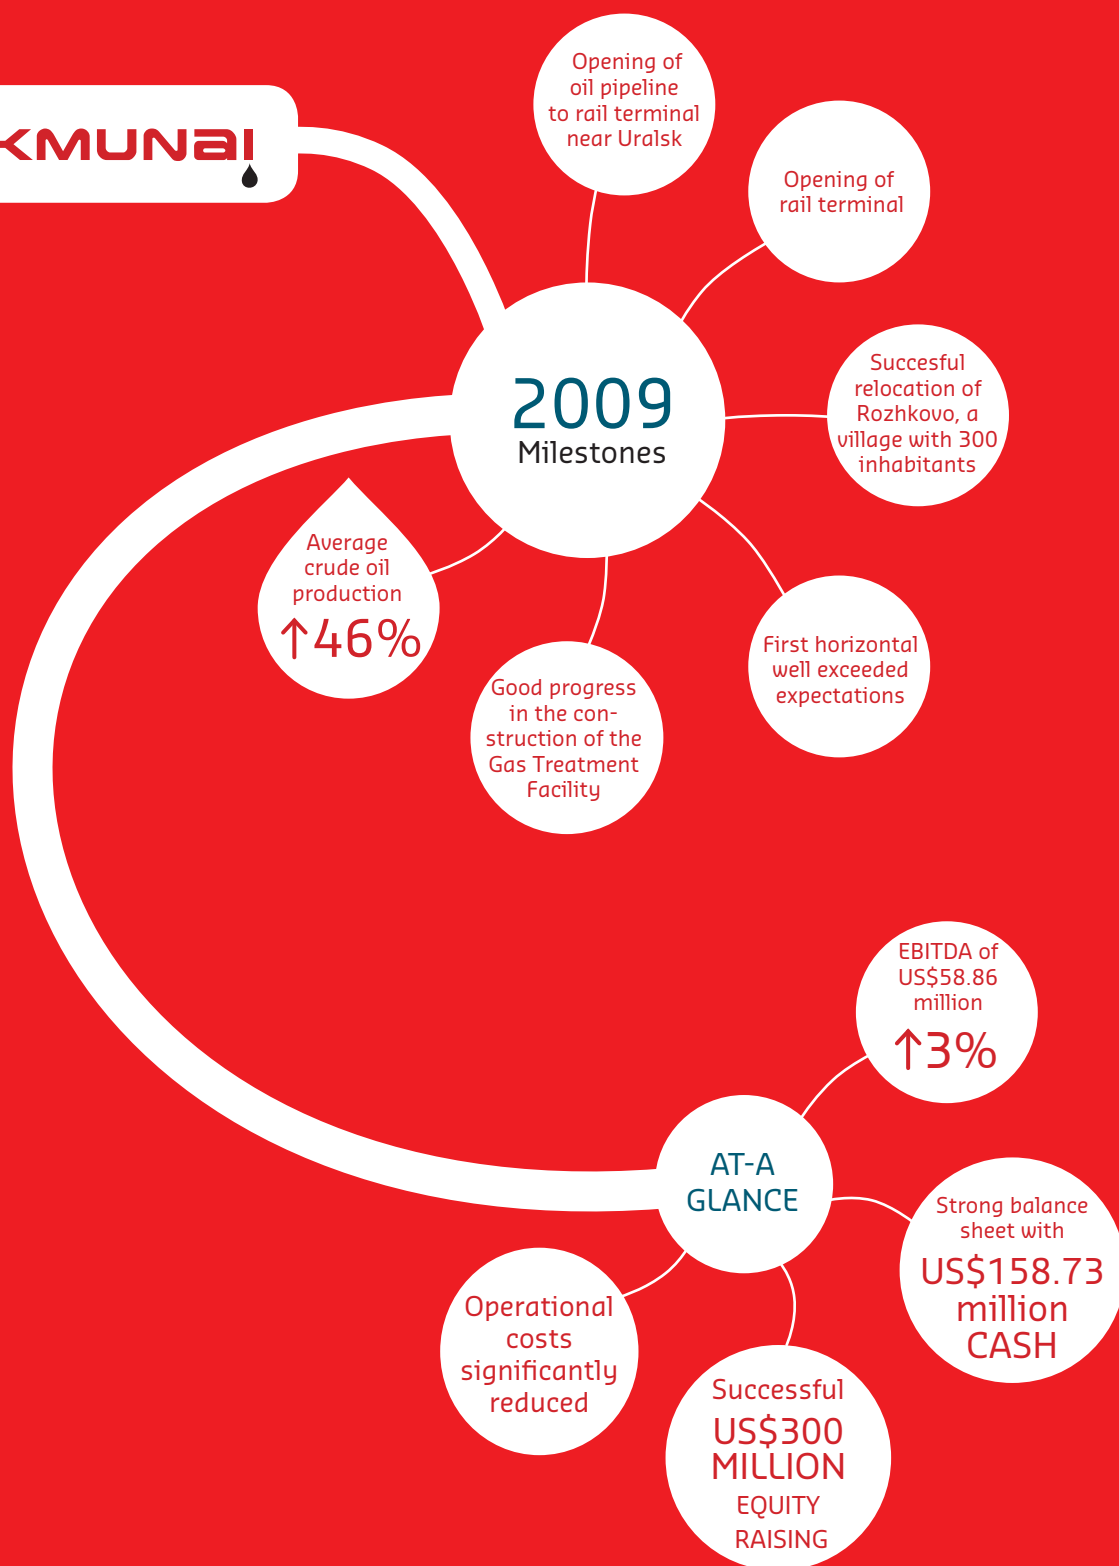 KMUNAI
Opening of
oil pipeline
to rail terminal
near Uralsk
Opening of
rail terminal
2009
Milestones
Succesful
relocation of
Rozhkovo, a
village with 300
inhabitants
Average
crude oil
production
↑46%
First horizontal
well exceeded
expectations
Good progress
in the con-
struction of the
Gas Treatment
Facility
EBITDA of
US$58.86
million
↑3%
AT-A
GLANCE
Strong balance
sheet with
US$158.73
million
CASH
Operational
costs
significantly
reduced
Successful
US$300
MILLION
EQUITY
RAISING